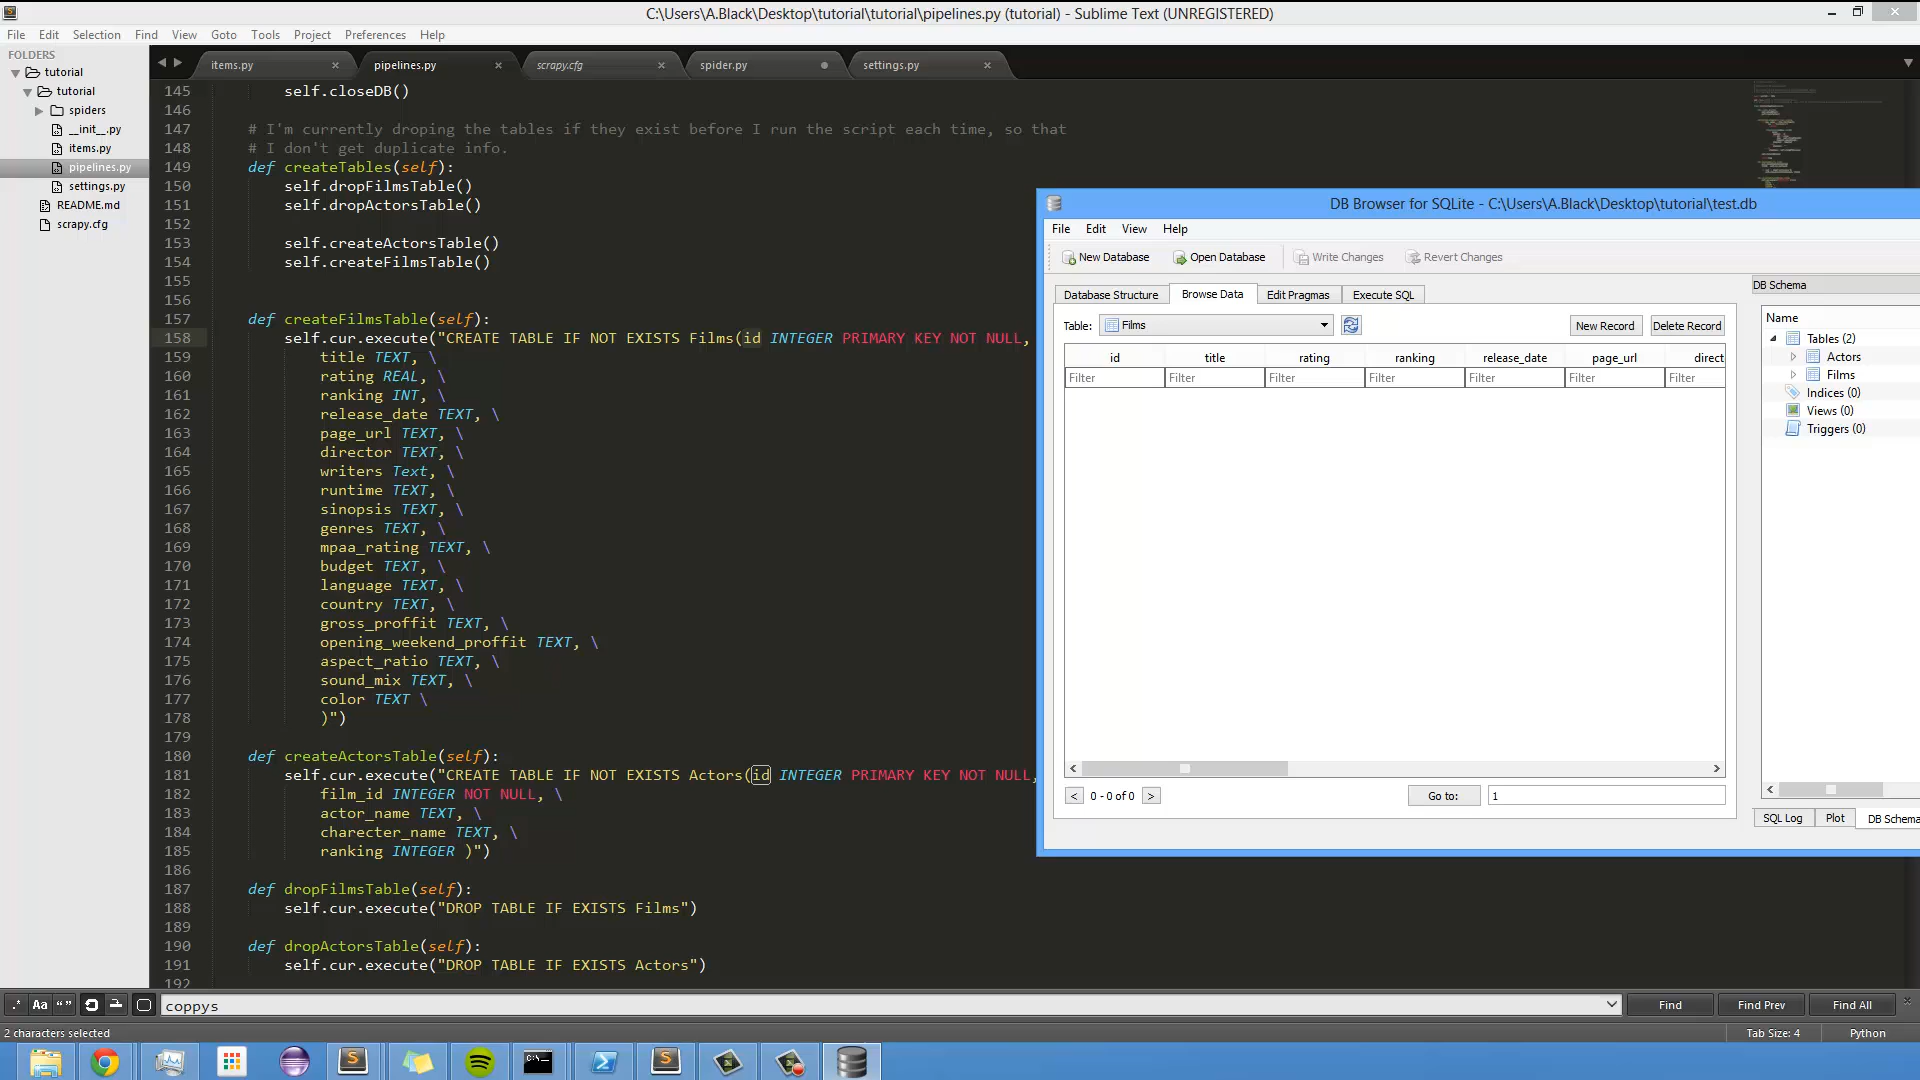 C:\Users\A.Black\Desktop\tutorial\tutorial\pipelines.py (tutorial) - Sublime Text (UNREGISTERED)
File Edit Selection Find View Goto Tools Project Preferences Help
FOLDERS
tutorial
tutorial
spiders
__init__.py
items.py
pipelines.py
settings.py
README.md
scrapy.cfg
items.py pipelines.py scrapy.cfg spider.py settings.py
145 self.closeDB()
146
147 # I'm currently droping the tables if they exist before I run the script each time, so that
148 # I don't get duplicate info.
149 def createTables(self):
150 self.dropFilmsTable()
151 self.dropActorsTable()
152
153 self.createActorsTable()
154 self.createFilmsTable()
155
156
157 def createFilmsTable(self):
158 self.cur.execute("CREATE TABLE IF NOT EXISTS Films(id INTEGER PRIMARY KEY NOT NULL,
159 title TEXT, \
160 rating REAL, \
161 ranking INT, \
162 release_date TEXT, \
163 page_url TEXT, \
164 director TEXT, \
165 writers Text, \
166 runtime TEXT, \
167 sinopsis TEXT, \
168 genres TEXT, \
169 mpaa_rating TEXT, \
170 budget TEXT, \
171 language TEXT, \
172 country TEXT, \
173 gross_proffit TEXT, \
174 opening_weekend_proffit TEXT, \
175 aspect_ratio TEXT, \
176 sound_mix TEXT, \
177 color TEXT \
178 )")
179
180 def createActorsTable(self):
181 self.cur.execute("CREATE TABLE IF NOT EXISTS Actors(id INTEGER PRIMARY KEY NOT NULL,
182 film_id INTEGER NOT NULL, \
183 actor_name TEXT, \
184 charecter_name TEXT, \
185 ranking INTEGER )")
186
187 def dropFilmsTable(self):
188 self.cur.execute("DROP TABLE IF EXISTS Films")
189
190 def dropActorsTable(self):
191 self.cur.execute("DROP TABLE IF EXISTS Actors")
192
DB Browser for SQLite - C:\Users\A.Black\Desktop\tutorial\test.db
File Edit View Help
New Database Open Database Write Changes Revert Changes
Database Structure Browse Data Edit Pragmas Execute SQL
Table: Films New Record Delete Record
id title rating ranking release_date page_url direct
Filter Filter Filter Filter Filter Filter Filter
< 0 - 0 of 0 > Go to: 1
DB Schema
Name
Tables (2)
Actors
Films
Indices (0)
Views (0)
Triggers (0)
SQL Log Plot DB Schema
.* Aa “” coppys Find Find Prev Find All
2 characters selected Tab Size: 4 Python